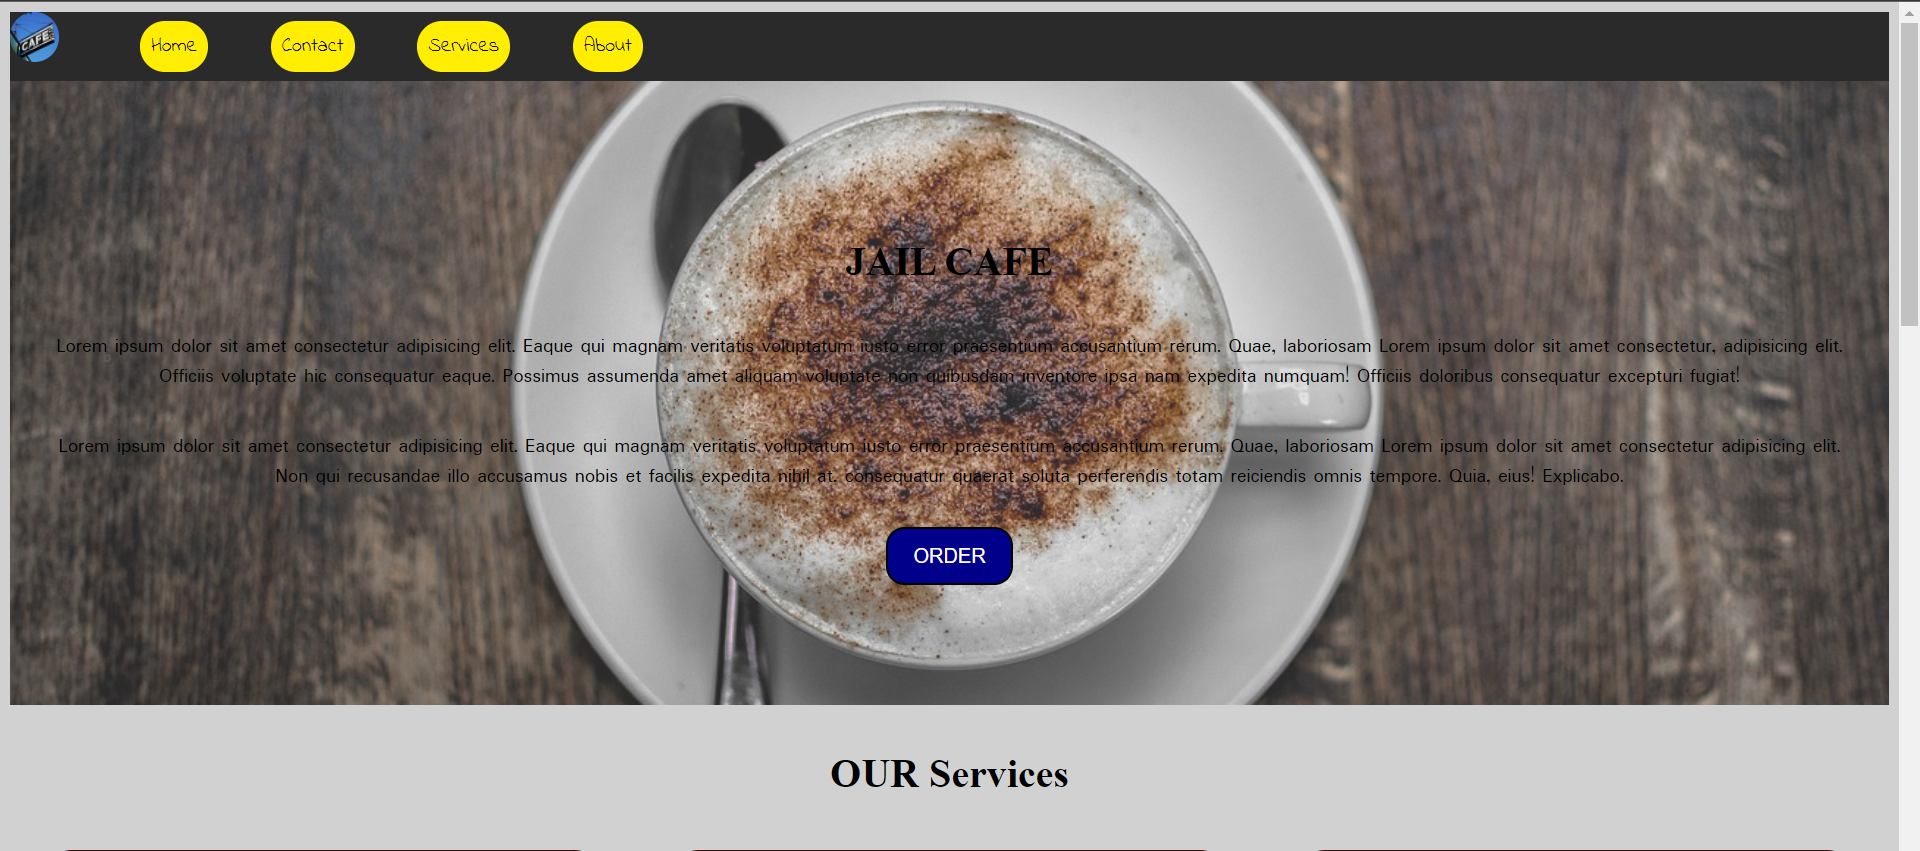 CAFE
Home Contact Services About
JAIL CAFE
Lorem ipsum dolor sit amet consectetur adipisicing elit. Eaque qui magnam veritatis voluptatum iusto error praesentium accusantium rerum. Quae, laboriosam Lorem ipsum dolor sit amet consectetur, adipisicing elit.
Officiis voluptate hic consequatur eaque. Possimus assumenda amet aliquam voluptate non quibusdam inventore ipsa nam expedita numquam! Officiis doloribus consequatur excepturi fugiat!
Lorem ipsum dolor sit amet consectetur adipisicing elit. Eaque qui magnam veritatis voluptatum iusto error praesentium accusantium rerum. Quae, laboriosam Lorem ipsum dolor sit amet consectetur adipisicing elit.
Non qui recusandae illo accusamus nobis et facilis expedita nihil at, consequatur quaerat soluta perferendis totam reiciendis omnis tempore. Quia, eius! Explicabo.
ORDER
OUR Services